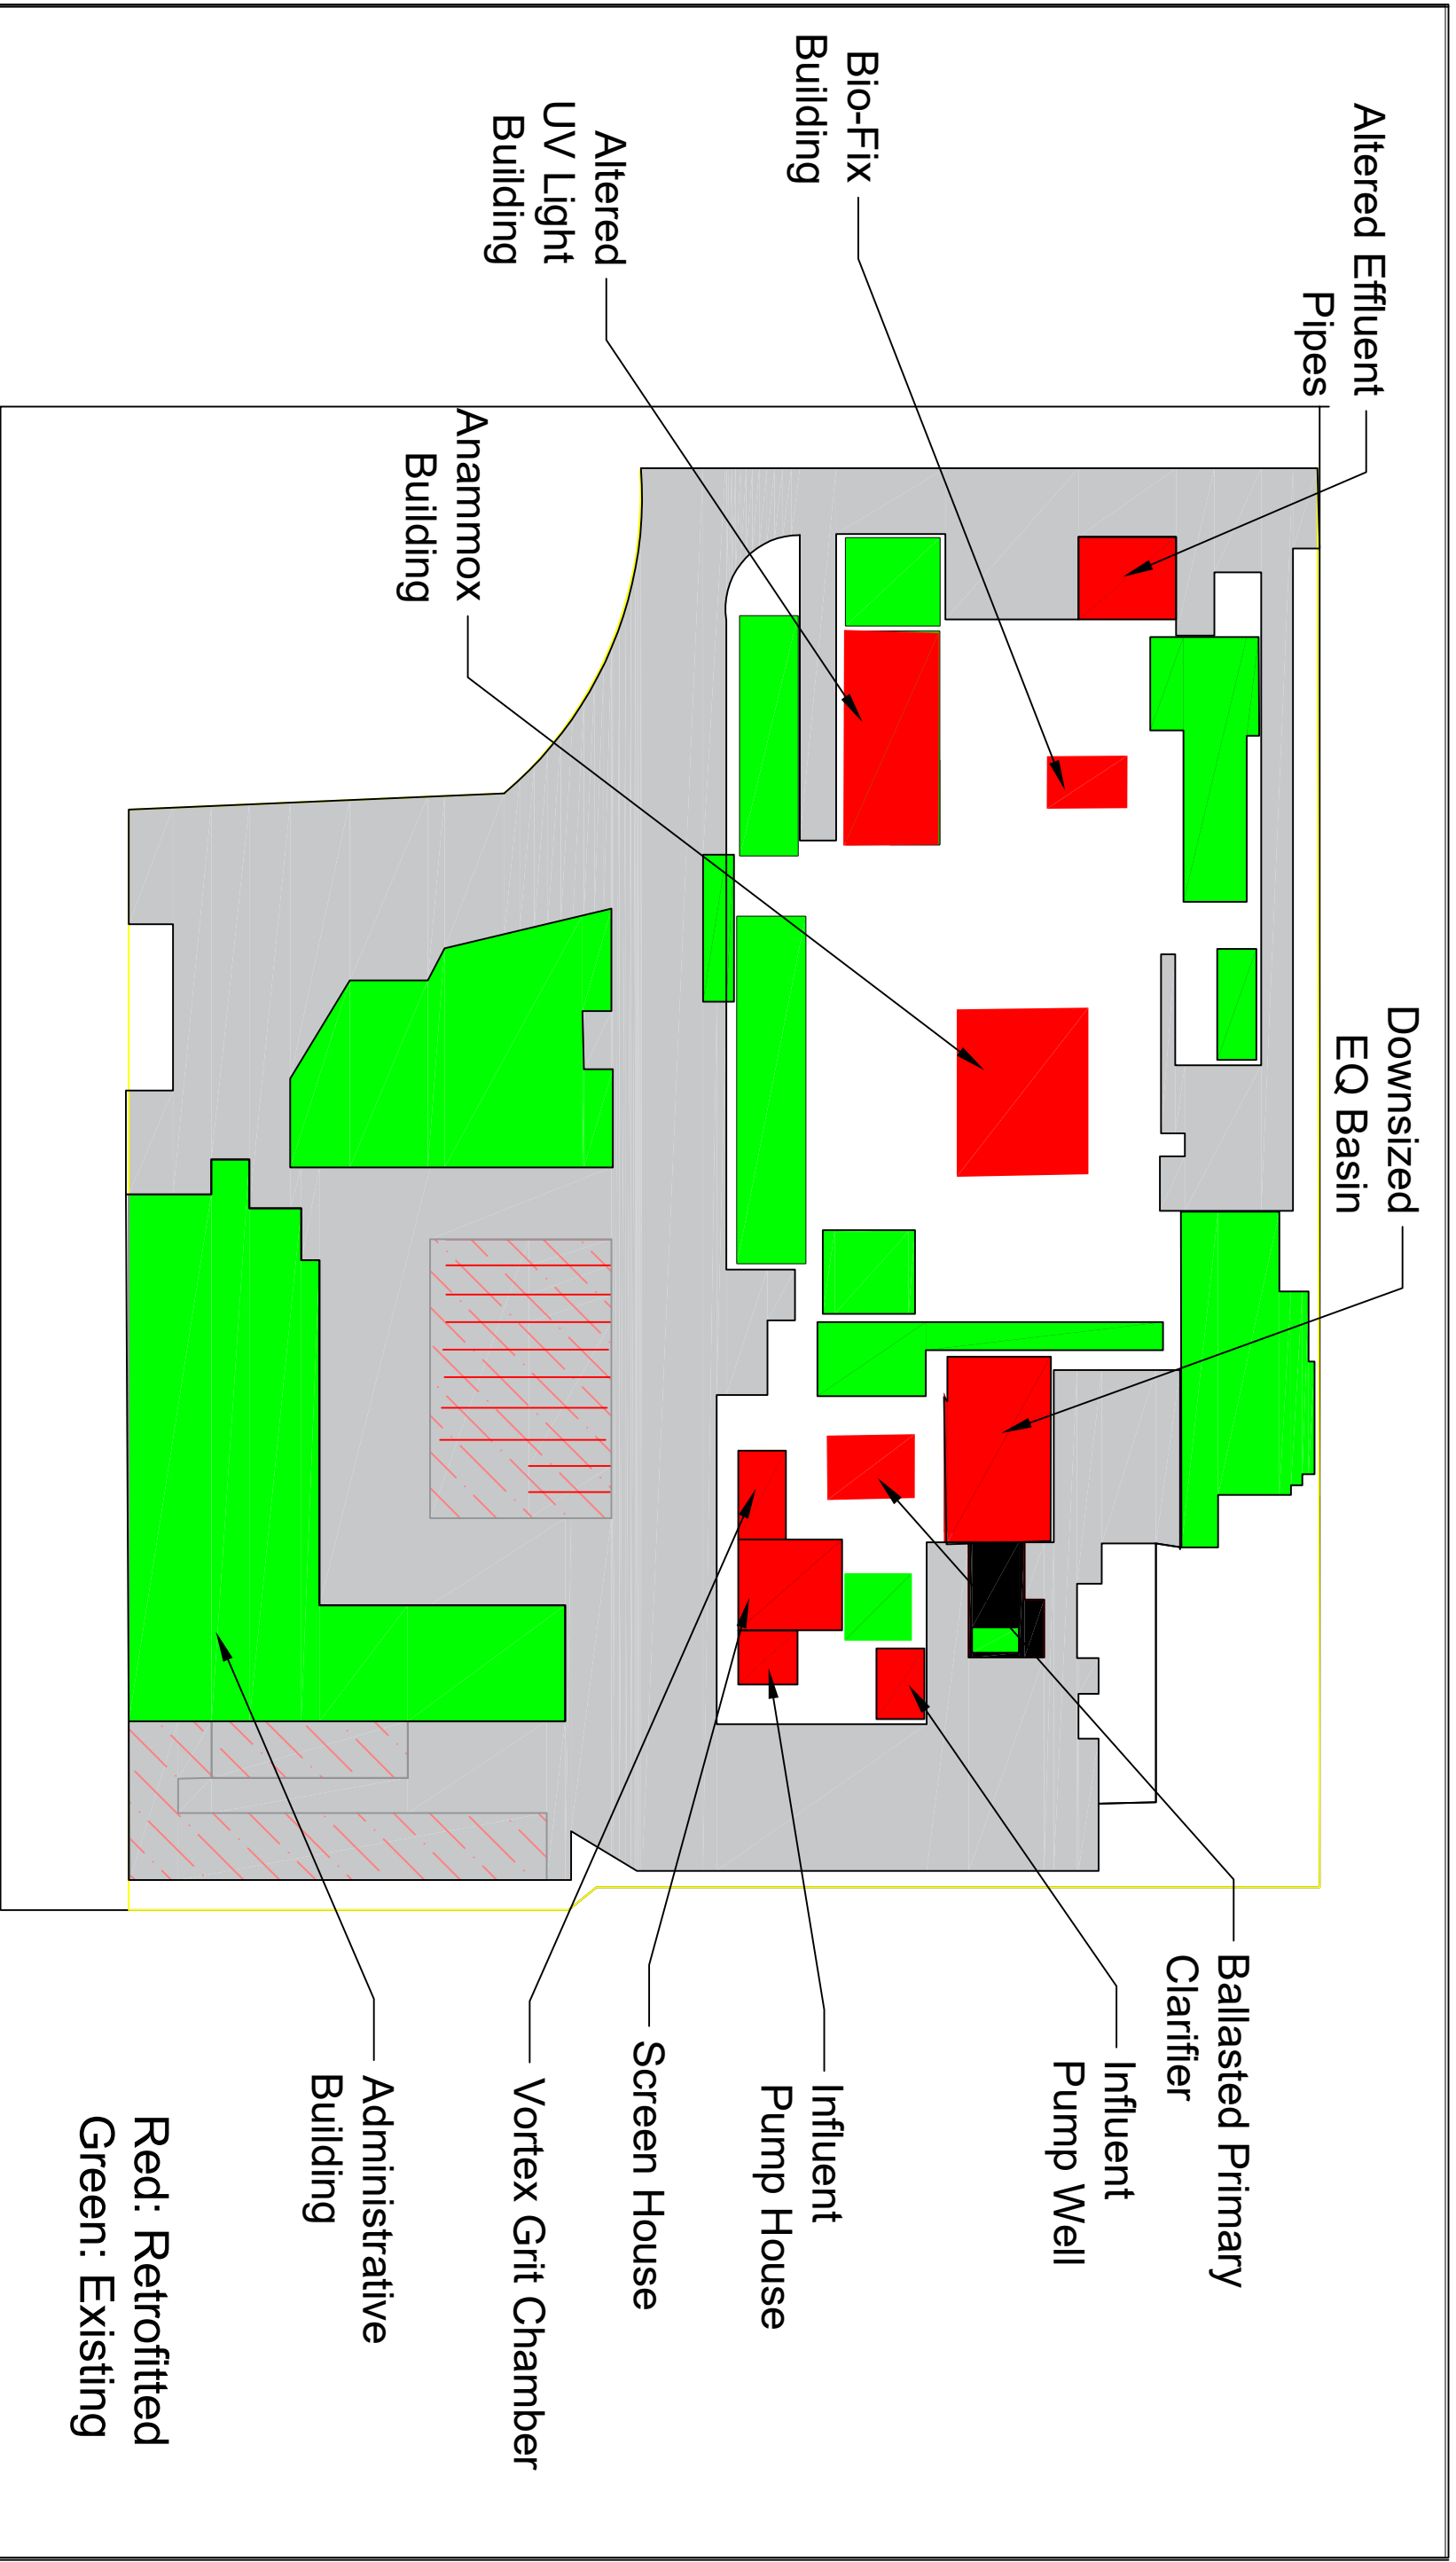 Altered Effluent
Pipes
Bio-Fix
Building
Altered
UV Light
Building
Anammox
Building
Downsized
EQ Basin
Ballasted Primary
Clarifier
Influent
Pump Well
Influent
Pump House
Screen House
Vortex Grit Chamber
Administrative
Building
Red: Retrofitted
Green: Existing